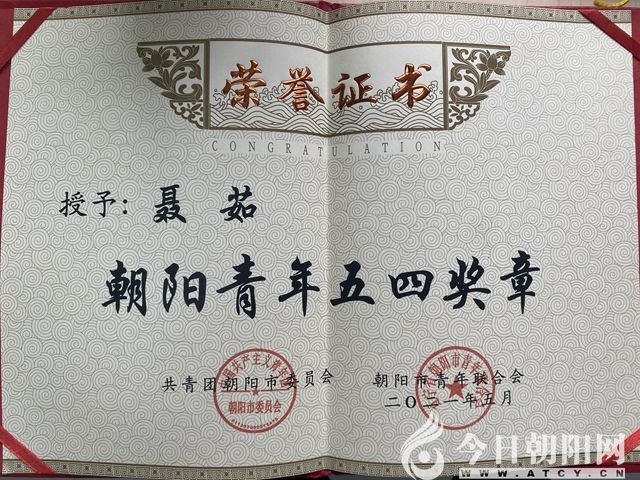 荣誉证书
CONGRATULATION
授予：聂茹
朝阳青年五四奖章
共青团朝阳市委员会 朝阳市青年联合会
二〇二一年五月
朝阳市委员会
今日朝阳网
WWW.ATCY.CN